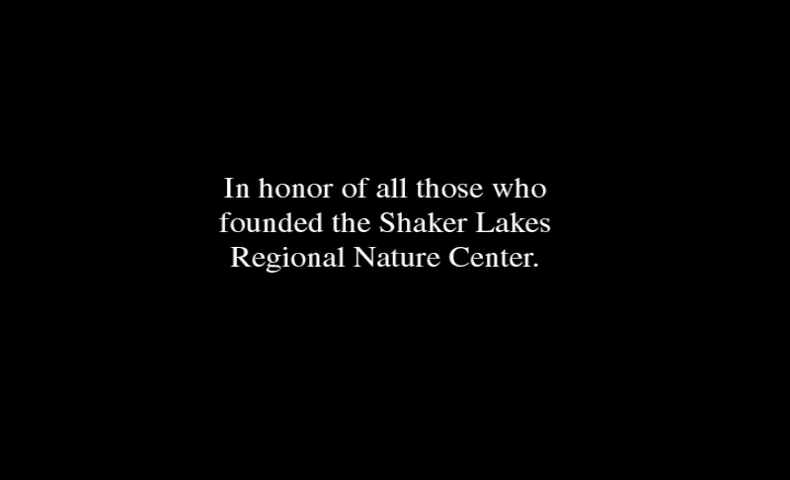 In honor of all those who
founded the Shaker Lakes
Regional Nature Center.